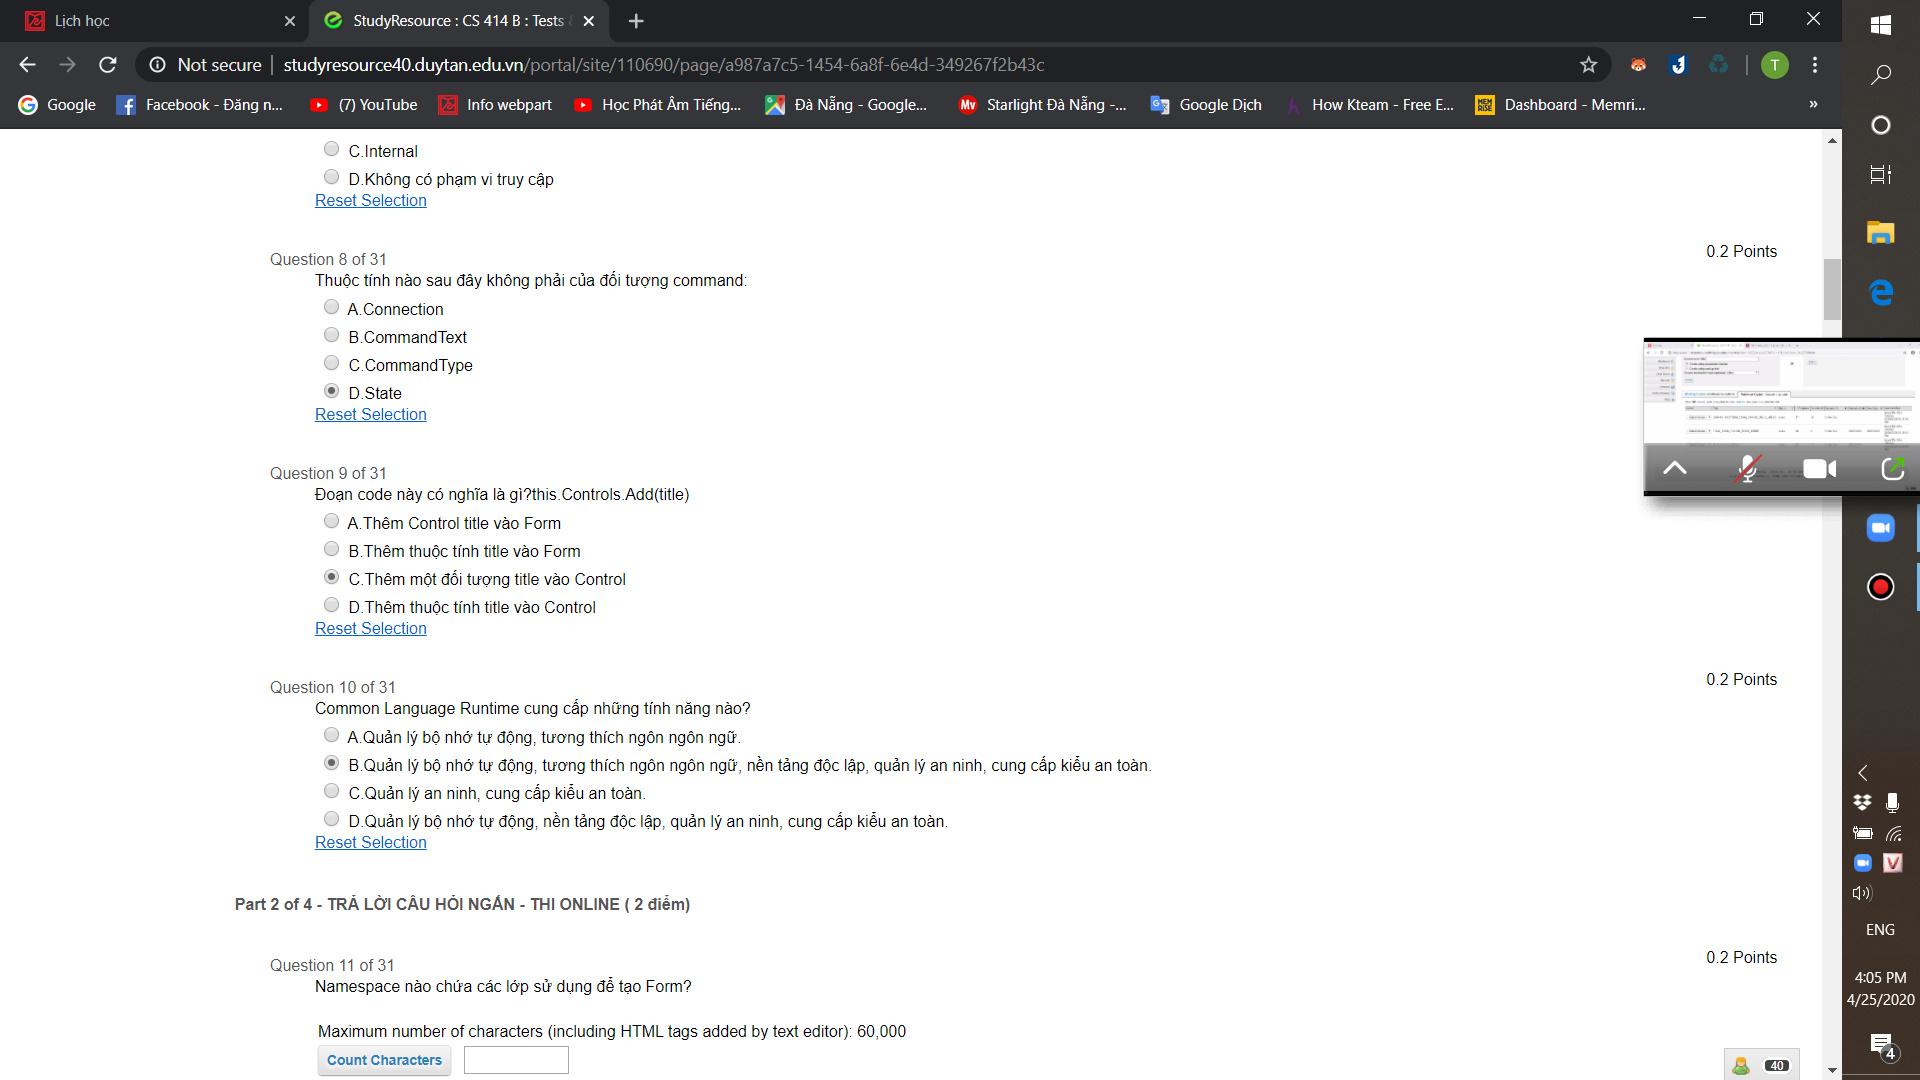 Lịch học
StudyResource : CS 414 B : Tests
Not secure
studyresource40.duytan.edu.vn/portal/site/110690/page/a987a7c5-1454-6a8f-6e4d-349267f2b43c
T
Google
Facebook - Đăng n...
(7) YouTube
Info webpart
Học Phát Âm Tiếng...
Đà Nẵng - Google...
Mv
Starlight Đà Nẵng -...
Google Dịch
How Kteam - Free E...
MEM RISE
Dashboard - Memri...
»
C.Internal
D.Không có phạm vi truy cập
Reset Selection
Question 8 of 31
0.2 Points
Thuộc tính nào sau đây không phải của đối tượng command:
A.Connection
B.CommandText
C.CommandType
D.State
Reset Selection
Question 9 of 31
Đoạn code này có nghĩa là gì?this.Controls.Add(title)
A.Thêm Control title vào Form
B.Thêm thuộc tính title vào Form
C.Thêm một đối tượng title vào Control
D.Thêm thuộc tính title vào Control
Reset Selection
Question 10 of 31
0.2 Points
Common Language Runtime cung cấp những tính năng nào?
A.Quản lý bộ nhớ tự động, tương thích ngôn ngôn ngữ.
B.Quản lý bộ nhớ tự động, tương thích ngôn ngôn ngữ, nền tảng độc lập, quản lý an ninh, cung cấp kiểu an toàn.
C.Quản lý an ninh, cung cấp kiểu an toàn.
D.Quản lý bộ nhớ tự động, nền tảng độc lập, quản lý an ninh, cung cấp kiểu an toàn.
Reset Selection
Part 2 of 4 - TRẢ LỜI CÂU HỎI NGẮN - THI ONLINE ( 2 điểm)
Question 11 of 31
0.2 Points
Namespace nào chứa các lớp sử dụng để tạo Form?
Maximum number of characters (including HTML tags added by text editor): 60,000
Count Characters
40
V
ENG
4:05 PM
4/25/2020
4